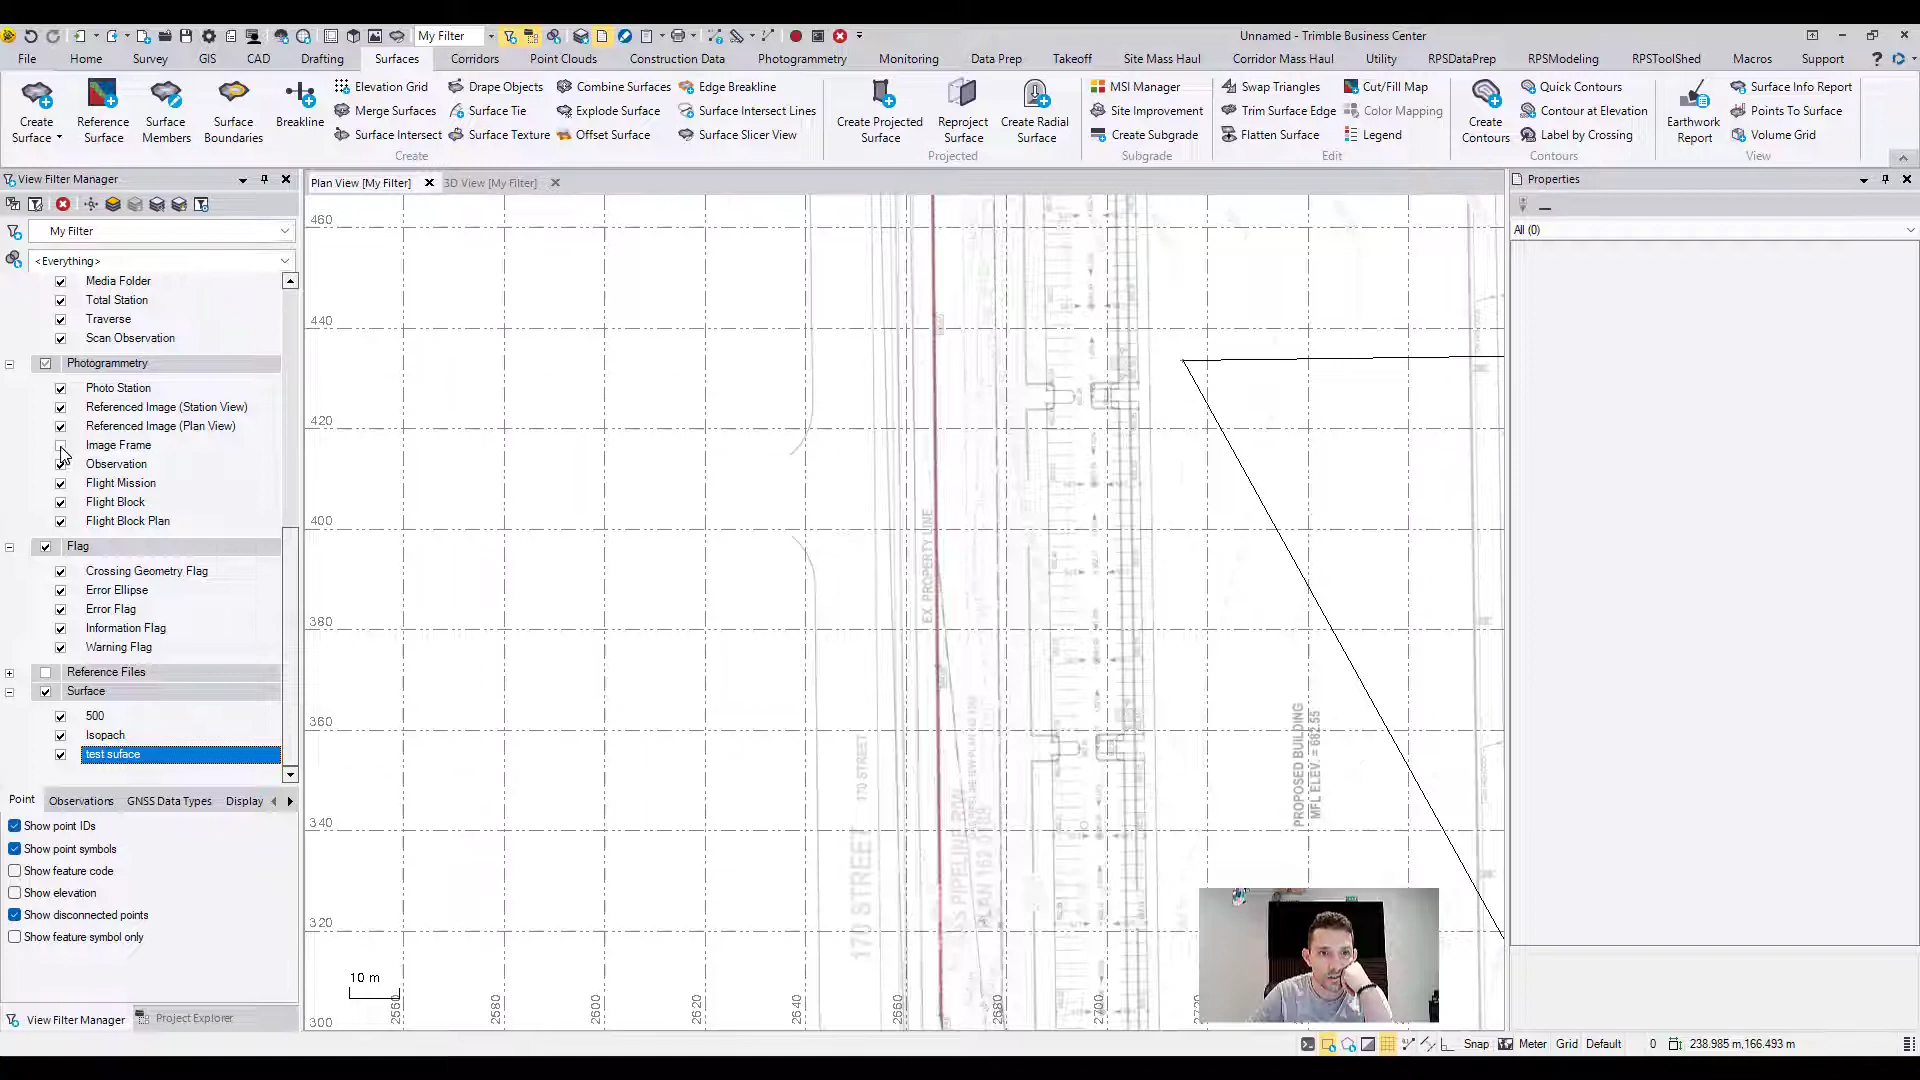 My Filter
Unnamed - Trimble Business Center
File Home Survey GIS CAD Drafting Surfaces Corridors Point Clouds Construction Data Photogrammetry Monitoring Data Prep Takeoff Site Mass Haul Corridor Mass Haul Utility RPSDataPrep RPSModeling RPSToolShed Macros Support
Create Surface
Reference Surface
Surface Members
Surface Boundaries
Breakline
Elevation Grid
Merge Surfaces
Surface Intersect
Drape Objects
Surface Tie
Surface Texture
Combine Surfaces
Explode Surface
Offset Surface
Edge Breakline
Surface Intersect Lines
Surface Slicer View
Create
Create Projected Surface
Reproject Surface
Create Radial Surface
Projected
MSI Manager
Site Improvement
Create Subgrade
Subgrade
Swap Triangles
Trim Surface Edge
Flatten Surface
Cut/Fill Map
Color Mapping
Legend
Edit
Create Contours
Quick Contours
Contour at Elevation
Label by Crossing
Contours
Earthwork Report
Surface Info Report
Points To Surface
Volume Grid
View
View Filter Manager
My Filter
<Everything>
Media Folder
Total Station
Traverse
Scan Observation
Photogrammetry
Photo Station
Referenced Image (Station View)
Referenced Image (Plan View)
Image Frame
Observation
Flight Mission
Flight Block
Flight Block Plan
Flag
Crossing Geometry Flag
Error Ellipse
Error Flag
Information Flag
Warning Flag
Reference Files
Surface
500
Isopach
test suface
Point Observations GNSS Data Types Display
Show point IDs
Show point symbols
Show feature code
Show elevation
Show disconnected points
Show feature symbol only
View Filter Manager Project Explorer
Plan View [My Filter] 3D View [My Filter]
460
440
420
400
380
360
340
320
300
10 m
2560 2580 2600 2620 2640 2660 2680 2700
EX. PROPERTY LINE
170 STREET
170 STREET
PROPOSED BUILDING
MFL ELEV. = 682.55
Properties
All (0)
Snap Meter Grid Default 0 238.985 m,166.493 m